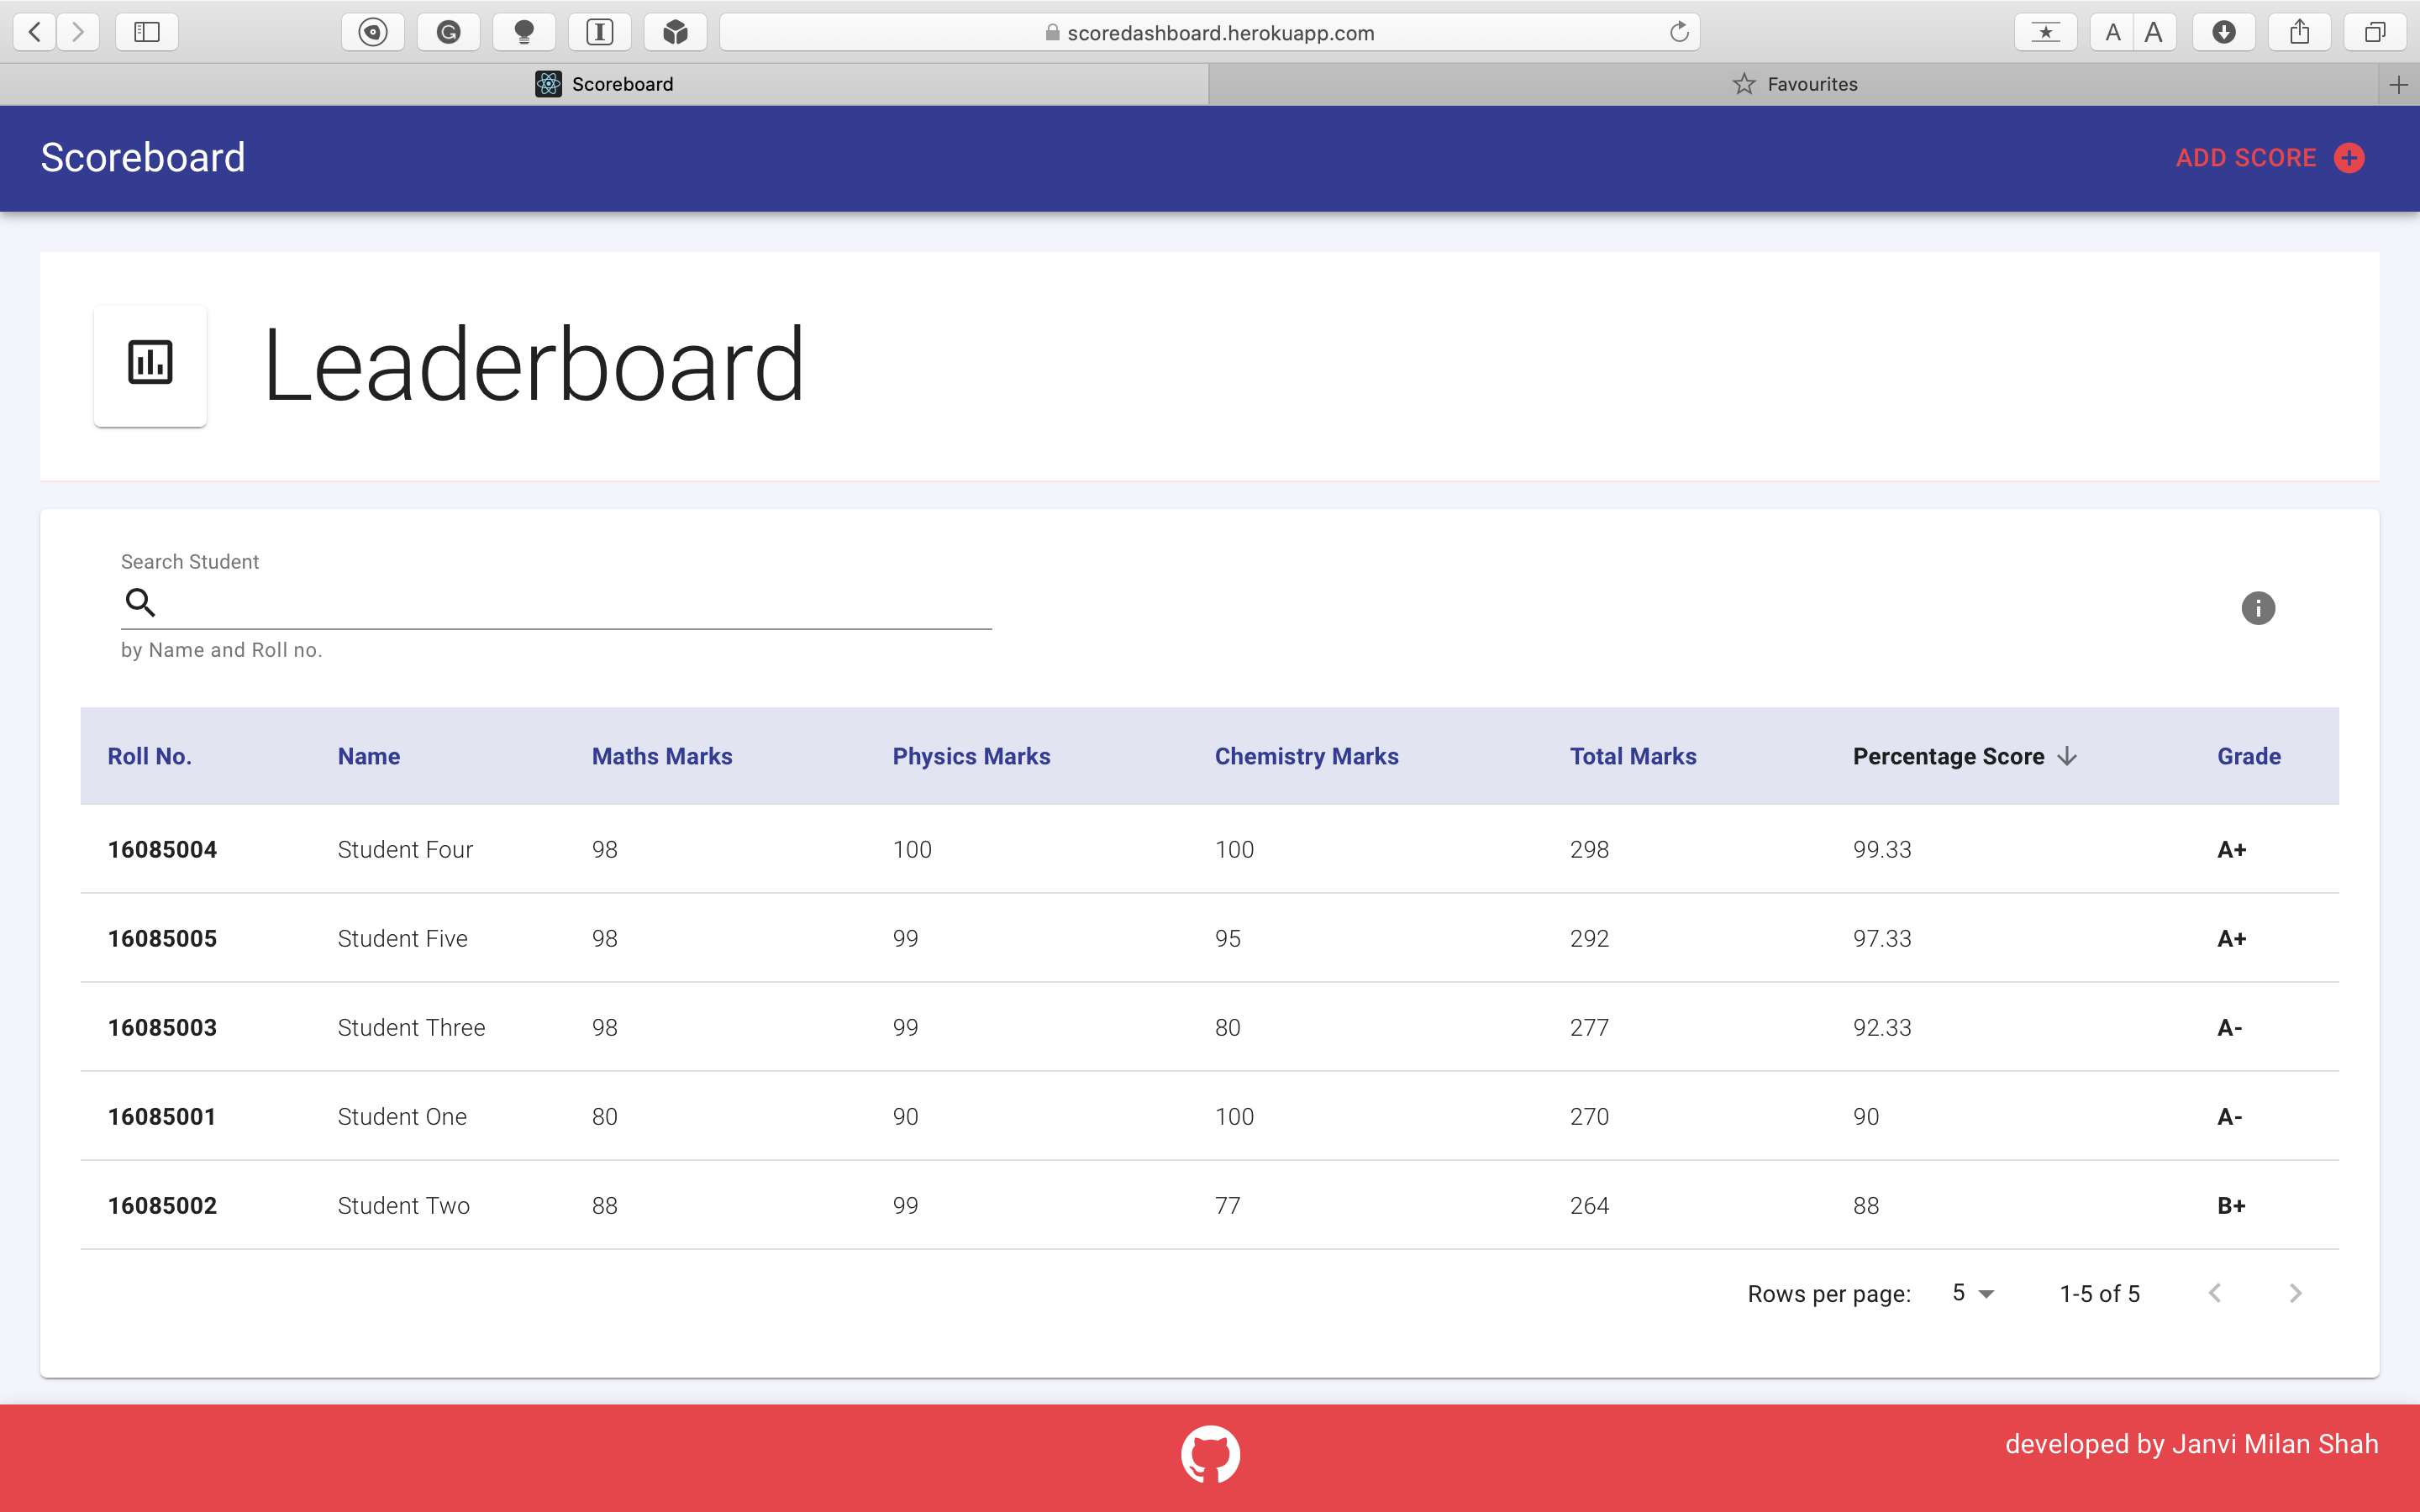 scoredashboard.herokuapp.com
A A
Scoreboard
Favourites
Scoreboard
ADD SCORE
Leaderboard
Search Student
by Name and Roll no.
Roll No. Name Maths Marks Physics Marks Chemistry Marks Total Marks Percentage Score Grade
16085004 Student Four 98 100 100 298 99.33 A+
16085005 Student Five 98 99 95 292 97.33 A+
16085003 Student Three 98 99 80 277 92.33 A-
16085001 Student One 80 90 100 270 90 A-
16085002 Student Two 88 99 77 264 88 B+
Rows per page: 5 1-5 of 5
developed by Janvi Milan Shah